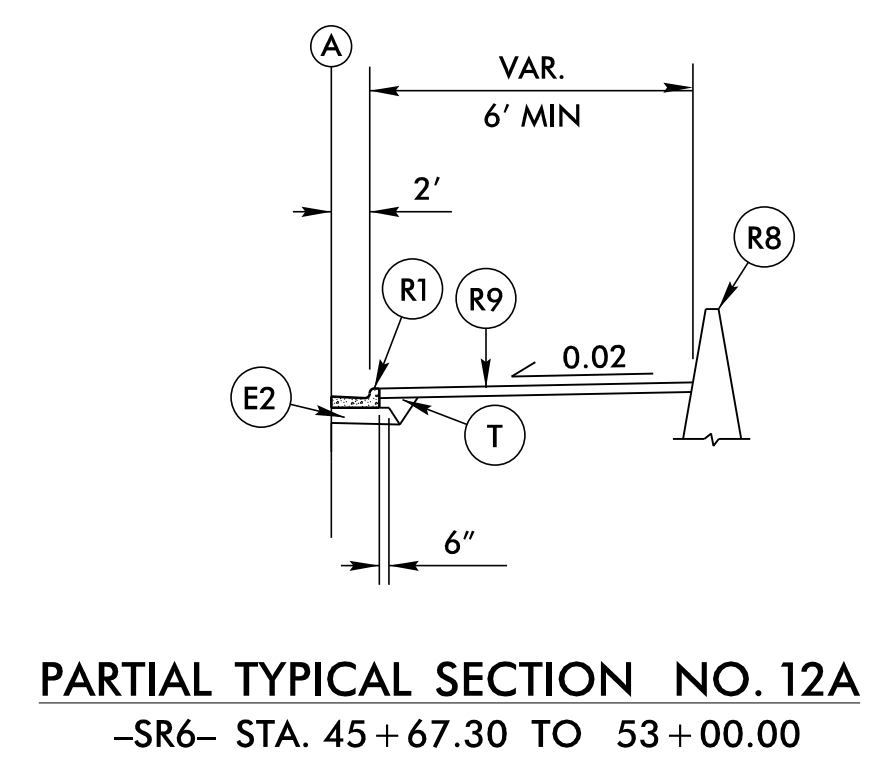 A
VAR.
6' MIN
2'
R8
R1
R9
0.02
E2
T
6"
PARTIAL TYPICAL SECTION NO. 12A
-SR6- STA. 45+67.30 TO 53+00.00